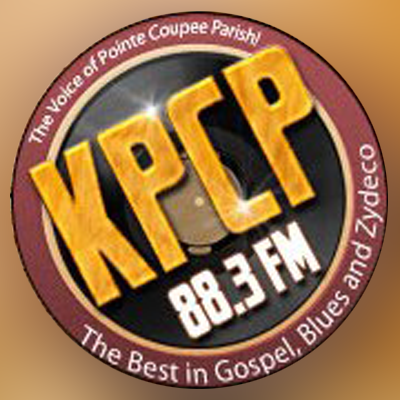 The Voice of Pointe Coupee Parish!
KPCP
88.3 FM
The Best in Gospel, Blues and Zydeco